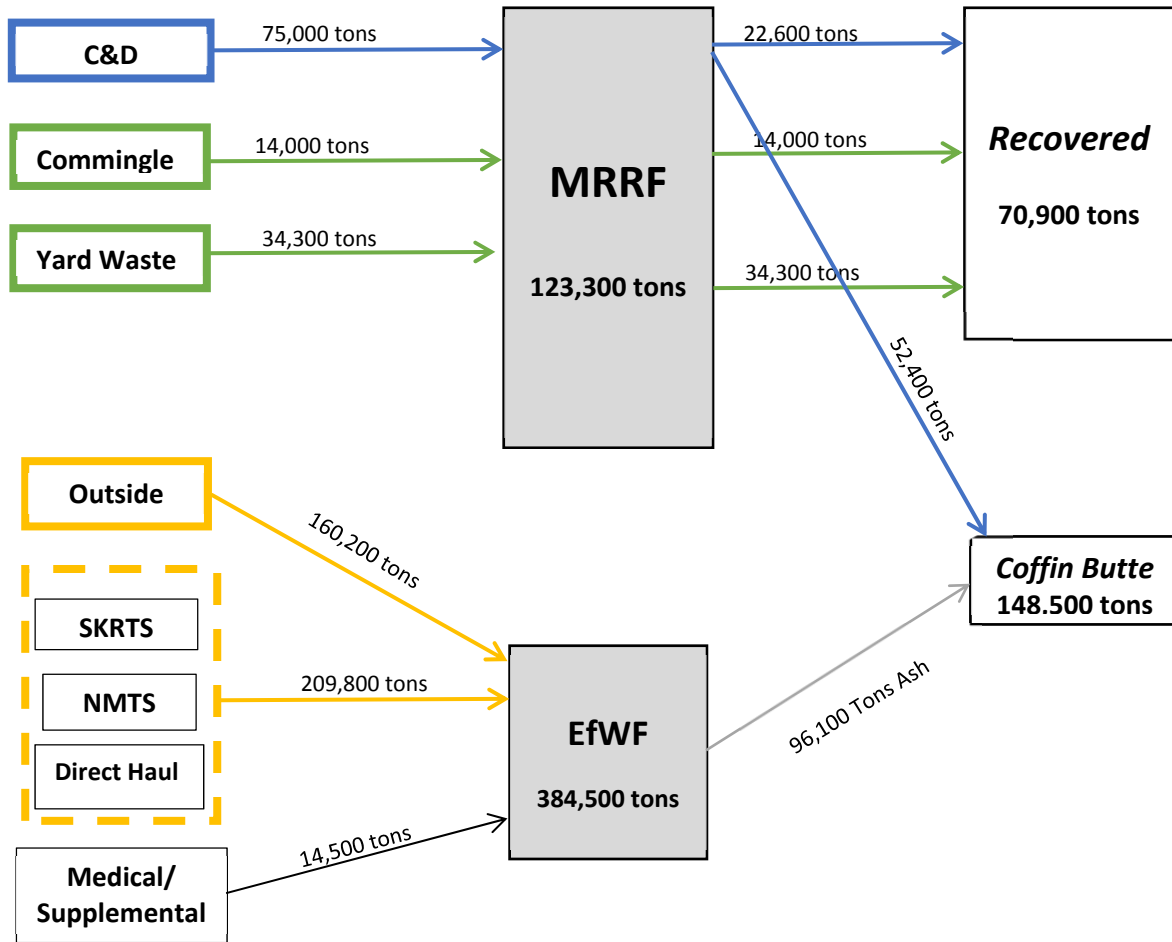 C&D
75,000 tons
MRRF
123,300 tons
22,600 tons
Recovered
70,900 tons
Commingle
14,000 tons
14,000 tons
Yard Waste
34,300 tons
34,300 tons
52,400 tons
Outside
160,200 tons
SKRTS
NMTS
Direct Haul
209,800 tons
EfWF
384,500 tons
Coffin Butte
148.500 tons
96,100 Tons Ash
Medical/
Supplemental
14,500 tons